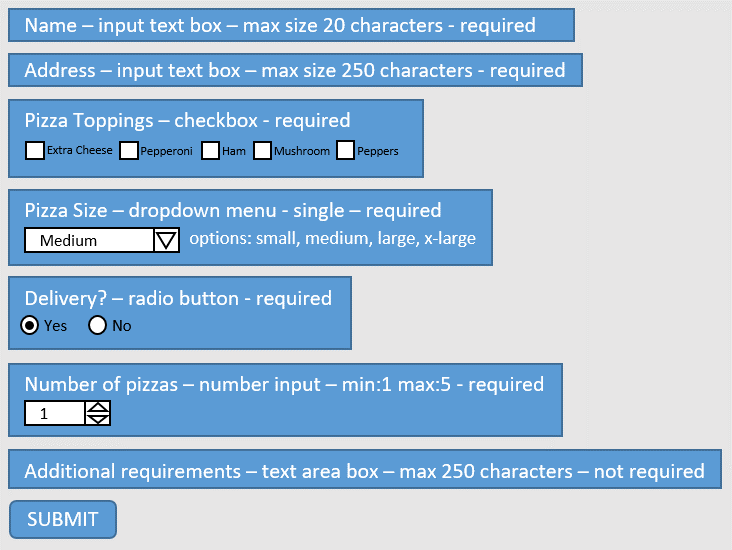 Name – input text box – max size 20 characters - required
Address – input text box – max size 250 characters - required
Pizza Toppings – checkbox - required
Extra Cheese Pepperoni Ham Mushroom Peppers
Pizza Size – dropdown menu - single – required
Medium options: small, medium, large, x-large
Delivery? – radio button - required
Yes No
Number of pizzas – number input – min:1 max:5 - required
1
Additional requirements – text area box – max 250 characters – not required
SUBMIT